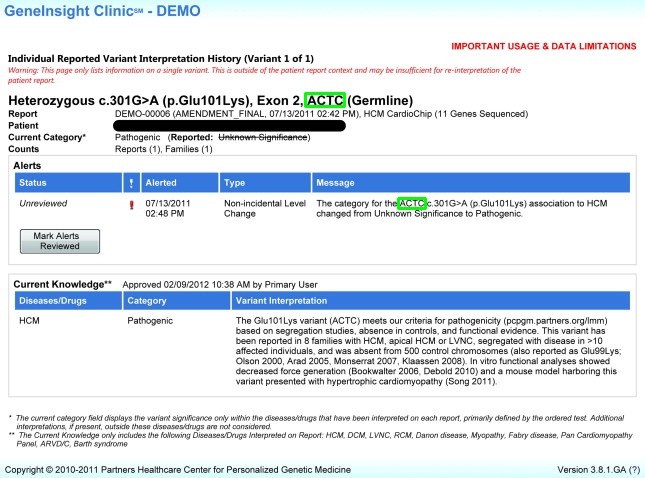 GeneInsight ClinicSM - DEMO
IMPORTANT USAGE & DATA LIMITATIONS
Individual Reported Variant Interpretation History (Variant 1 of 1)
Warning: This page only lists information on a single variant. This is outside of the patient report context and may be insufficient for re-interpretation of the
patient report.
Heterozygous c.301G>A (p.Glu101Lys), Exon 2, ACTC (Germline)
Report DEMO-00006 (AMENDMENT_FINAL, 07/13/2011 02:42 PM), HCM CardioChip (11 Genes Sequenced)
Patient
Current Category* Pathogenic (Reported: Unknown Significance)
Counts Reports (1), Families (1)
Alerts
Status ! Alerted Type Message
Unreviewed ! 07/13/2011 Non-incidental Level The category for the ACTC c.301G>A (p.Glu101Lys) association to HCM
02:48 PM Change changed from Unknown Significance to Pathogenic.
Mark Alerts
Reviewed
Current Knowledge** Approved 02/09/2012 10:38 AM by Primary User
Diseases/Drugs Category Variant Interpretation
HCM Pathogenic The Glu101Lys variant (ACTC) meets our criteria for pathogenicity (pcpgm.partners.org/lmm)
based on segregation studies, absence in controls, and functional evidence. This variant has
been reported in 8 families with HCM, apical HCM or LVNC, segregated with disease in >10
affected individuals, and was absent from 500 control chromosomes (also reported as Glu99Lys;
Olson 2000, Arad 2005, Monserrat 2007, Klaassen 2008). In vitro functional analyses showed
decreased force generation (Bookwalter 2006, Debold 2010) and a mouse model harboring this
variant presented with hypertrophic cardiomyopathy (Song 2011).
* The current category field displays the variant significance only within the diseases/drugs that have been interpreted on each report, primarily defined by the ordered test. Additional
interpretations, if present, outside these diseases/drugs are not considered.
** The Current Knowledge only includes the following Diseases/Drugs Interpreted on Report: HCM, DCM, LVNC, RCM, Danon disease, Myopathy, Fabry disease, Pan Cardiomyopathy
Panel, ARVD/C, Barth syndrome
Copyright © 2010-2011 Partners Healthcare Center for Personalized Genetic Medicine Version 3.8.1.GA (?)